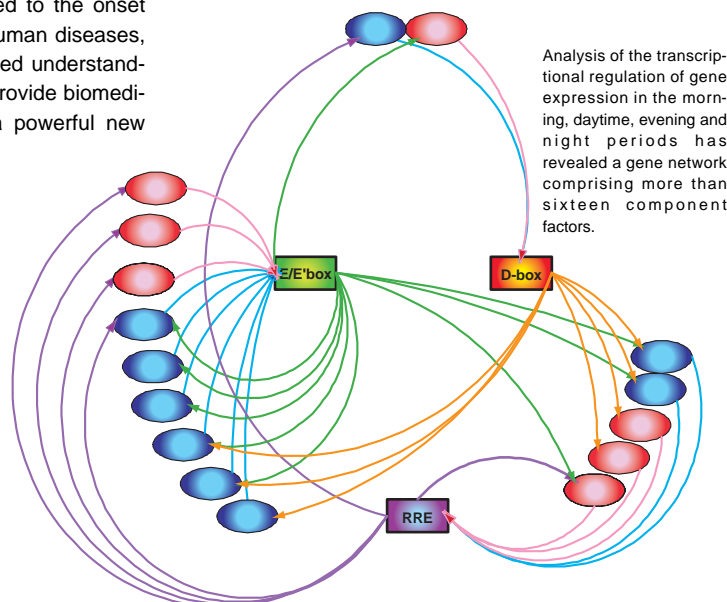 ed to the onset
uman diseases,
ed understand-
rovide biomedi-
a powerful new
Analysis of the transcrip-
tional regulation of gene
expression in the morn-
ing, daytime, evening and
night periods has
revealed a gene network
comprising more than
sixteen component
factors.
E/E'box
D-box
RRE